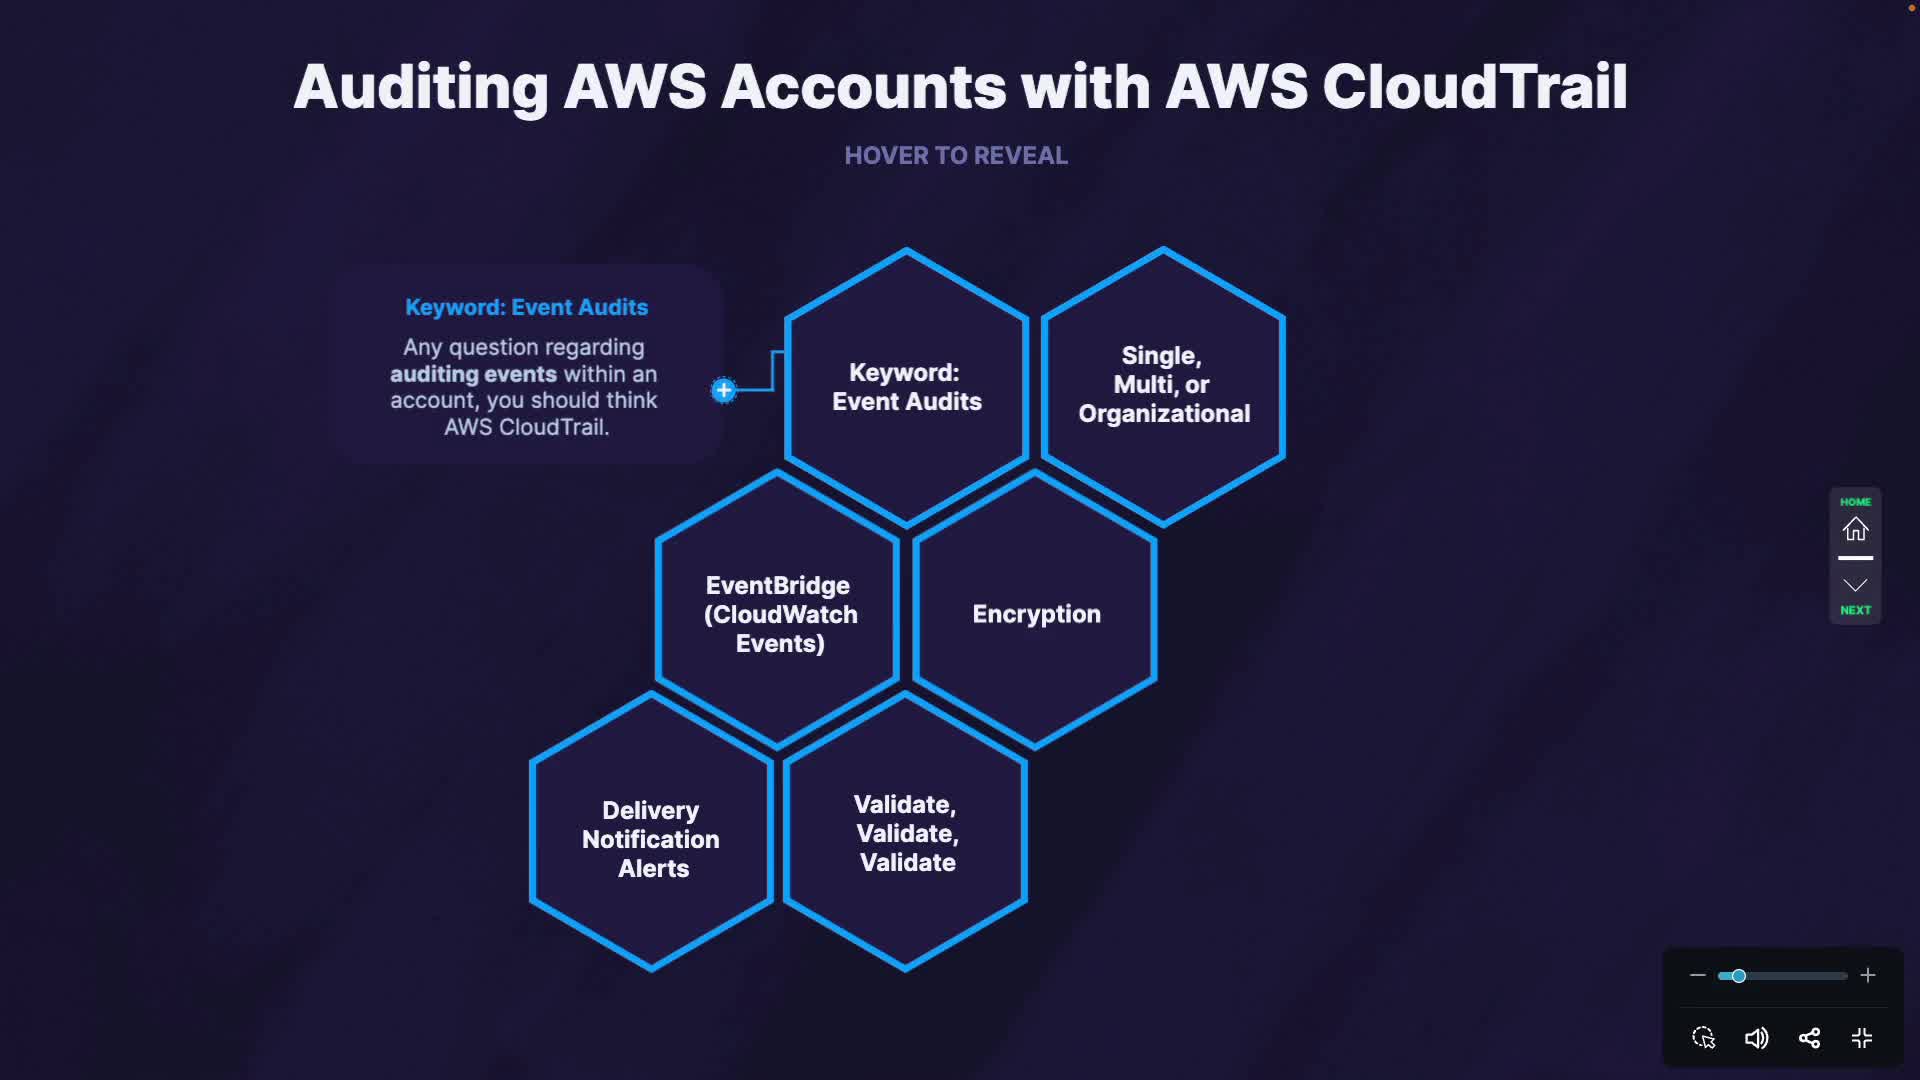 Auditing AWS Accounts with AWS CloudTrail
HOVER TO REVEAL
Keyword: Event Audits
Any question regarding
auditing events within an
account, you should think
AWS CloudTrail.
Keyword:
Event Audits
Single,
Multi, or
Organizational
EventBridge
(CloudWatch
Events)
Encryption
Delivery
Notification
Alerts
Validate,
Validate,
Validate
HOME
NEXT